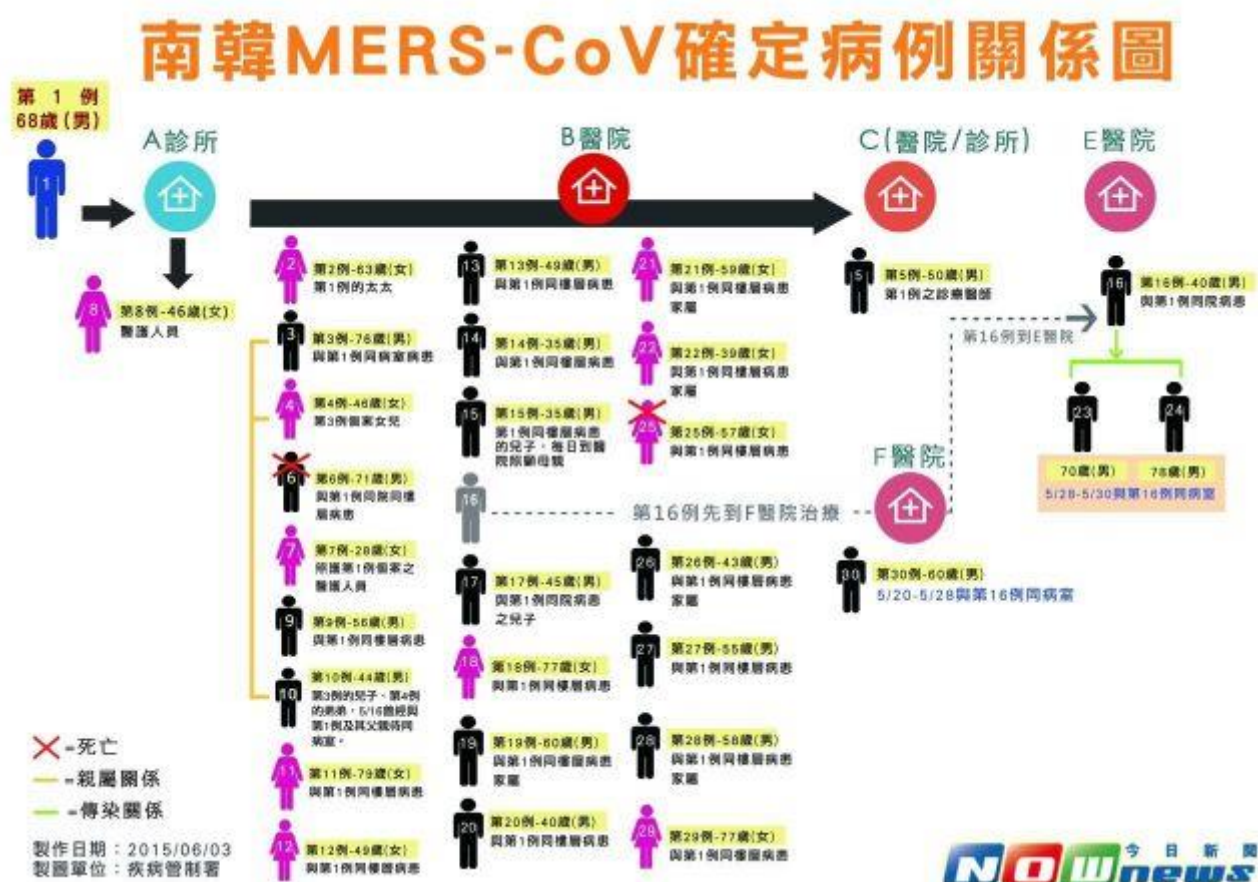 南韓MERS-CoV確定病例關係圖
第1例
68歲(男)
1
A診所
B醫院
C(醫院/診所)
E醫院
8
第8例-46歲(女)
醫護人員
2
第2例-63歲(女)
第1例的太太
3
第3例-76歲(男)
與第1例同病室病患
4
第4例-46歲(女)
第3例個案女兒
6
第6例-71歲(男)
與第1例同院同樓
層病患
7
第7例-28歲(女)
照護第1例個案之
醫護人員
9
第9例-56歲(男)
與第1例同樓層病患
10
第10例-44歲(男)
第3例的兒子、第4例
的弟弟,5/16曾經與
第1例及其父親待同
病室。
11
第11例-79歲(女)
與第1例同樓層病患
12
第12例-49歲(女)
與第1例同樓層病患
13
第13例-49歲(男)
與第1例同樓層病患
14
第14例-35歲(男)
與第1例同樓層病患
15
第15例-35歲(男)
第1例同樓層病患
的兒子,每日到醫
院照顧母親
16
第16例先到F醫院治療
17
第17例-45歲(男)
與第1例同院病患
之兒子
18
第18例-77歲(女)
與第1例同樓層病患
19
第19例-60歲(男)
與第1例同樓層病患
家屬
20
第20例-40歲(男)
與第1例同樓層病患
21
第21例-59歲(女)
與第1例同樓層病患
家屬
22
第22例-39歲(女)
與第1例同樓層病患
家屬
25
第25例-57歲(女)
與第1例同樓層病患
26
第26例-43歲(男)
與第1例同樓層病患
家屬
27
第27例-55歲(男)
與第1例同樓層病患
28
第28例-58歲(男)
與第1例同樓層病患
家屬
29
第29例-77歲(女)
與第1例同樓層病患
5
第5例-50歲(男)
第1例之診療醫師
F醫院
30
第30例-60歲(男)
5/20-5/28與第16例同病室
第16例到E醫院
16
第16例-40歲(男)
與第1例同院病患
23
24
70歲(男)
78歲(男)
5/28-5/30與第16例同病室
=死亡
=親屬關係
=傳染關係
製作日期:2015/06/03
製圖單位:疾病管制署
NOWnews
今日新聞